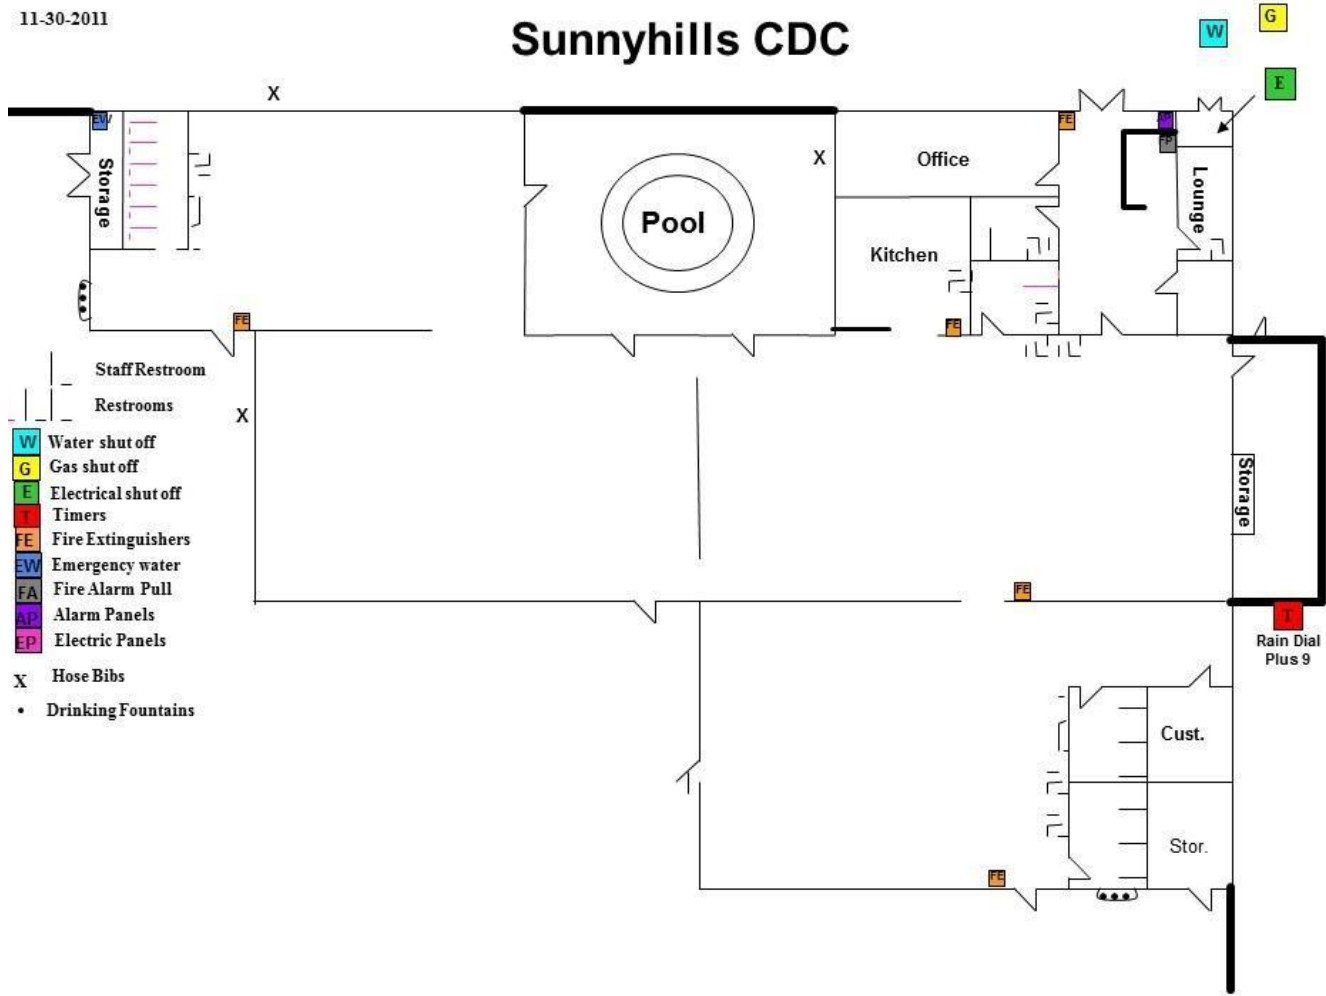 11-30-2011
Sunnyhills CDC
G
W
E
X
EW
FE
AP
FP
Storage
X
Office
Lounge
Pool
Kitchen
FE
FE
Staff Restroom
Restrooms
X
W Water shut off
G Gas shut off
E Electrical shut off
T Timers
FE Fire Extinguishers
EW Emergency water
FA Fire Alarm Pull
AP Alarm Panels
EP Electric Panels
X Hose Bibs
• Drinking Fountains
Storage
FE
T
Rain Dial
Plus 9
Cust.
Stor.
FE